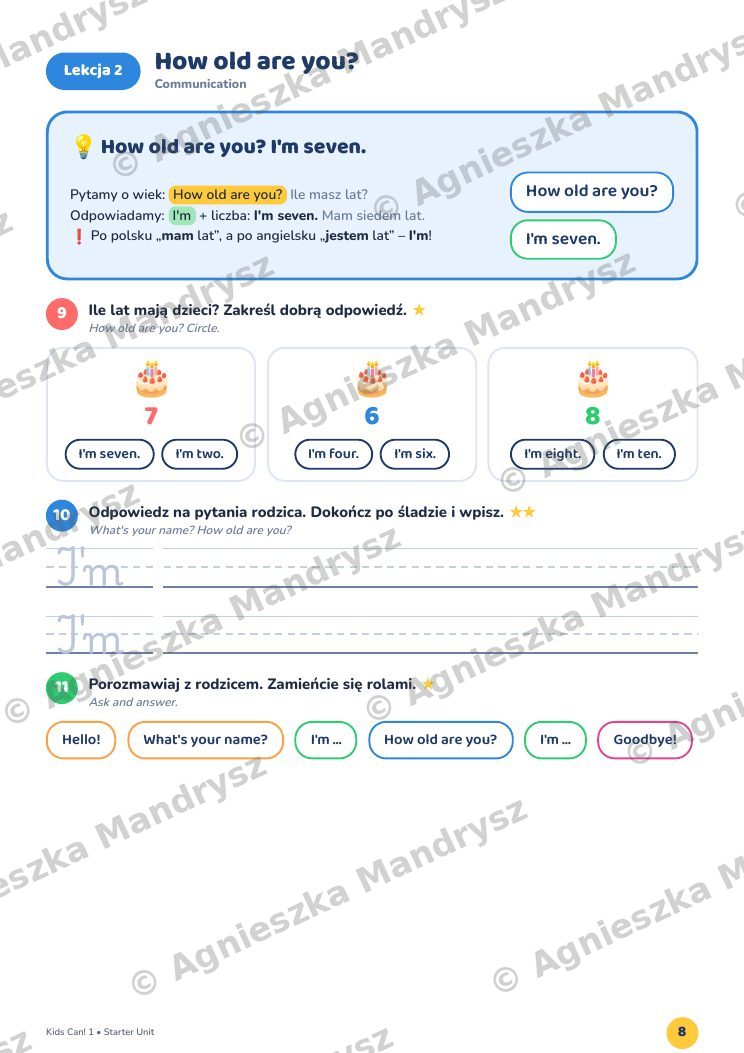 Lekcja 2
How old are you?
Communication
💡 How old are you? I'm seven.
Pytamy o wiek: How old are you? Ile masz lat?
Odpowiadamy: I'm + liczba: I'm seven. Mam siedem lat.
❗ Po polsku „mam lat”, a po angielsku „jestem lat” – I'm!
How old are you?
I'm seven.
9 Ile lat mają dzieci? Zakreśl dobrą odpowiedź. ★
How old are you? Circle.
7
I'm seven. I'm two.
6
I'm four. I'm six.
8
I'm eight. I'm ten.
10 Odpowiedz na pytania rodzica. Dokończ po śladzie i wpisz. ★★
What's your name? How old are you?
I'm
I'm
11 Porozmawiaj z rodzicem. Zamieńcie się rolami. ★
Ask and answer.
Hello! What's your name? I'm ... How old are you? I'm ... Goodbye!
Kids Can! 1 • Starter Unit
8
© Agnieszka Mandrysz